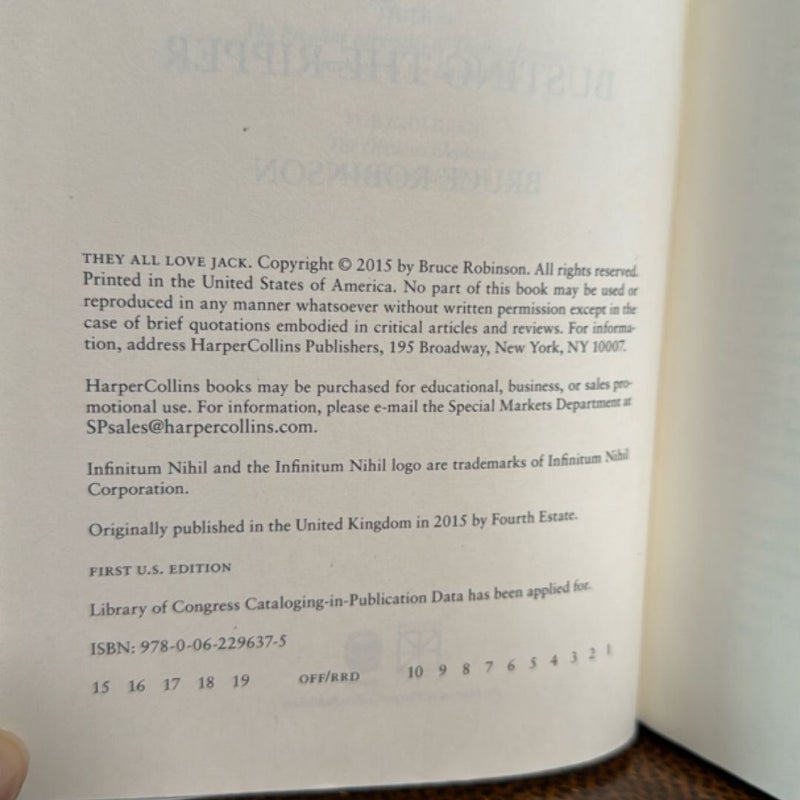 THEY ALL LOVE JACK. Copyright © 2015 by Bruce Robinson. All rights reserved.
Printed in the United States of America. No part of this book may be used or
reproduced in any manner whatsoever without written permission except in the
case of brief quotations embodied in critical articles and reviews. For informa-
tion, address HarperCollins Publishers, 195 Broadway, New York, NY 10007.
HarperCollins books may be purchased for educational, business, or sales pro-
motional use. For information, please e-mail the Special Markets Department at
SPsales@harpercollins.com.
Infinitum Nihil and the Infinitum Nihil logo are trademarks of Infinitum Nihil
Corporation.
Originally published in the United Kingdom in 2015 by Fourth Estate.
FIRST U.S. EDITION
Library of Congress Cataloging-in-Publication Data has been applied for.
ISBN: 978-0-06-229637-5
15 16 17 18 19 OFF/RRD 10 9 8 7 6 5 4 3 2 1